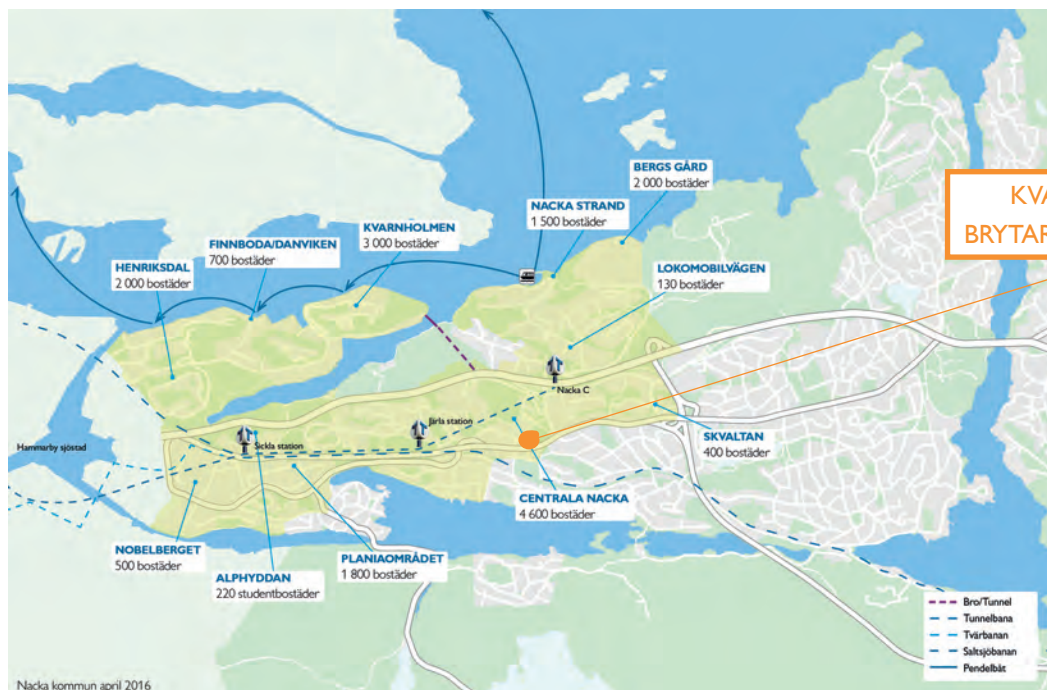 BERGS GÅRD
2 000 bostäder
NACKA STRAND
1 500 bostäder
KVARNHOLMEN
3 000 bostäder
FINNBODA/DANVIKEN
700 bostäder
HENRIKSDAL
2 000 bostäder
LOKOMOBILVÄGEN
130 bostäder
KVA
BRYTAR
Nacka C
Järla station
Sickla station
Hammarby sjöstad
SKVALTAN
400 bostäder
CENTRALA NACKA
4 600 bostäder
NOBELBERGET
500 bostäder
ALPHYDDAN
220 studentbostäder
PLANIAOMRÅDET
1 800 bostäder
Bro/Tunnel
Tunnelbana
Tvärbanan
Saltsjöbanan
Pendelbåt
Nacka kommun april 2016